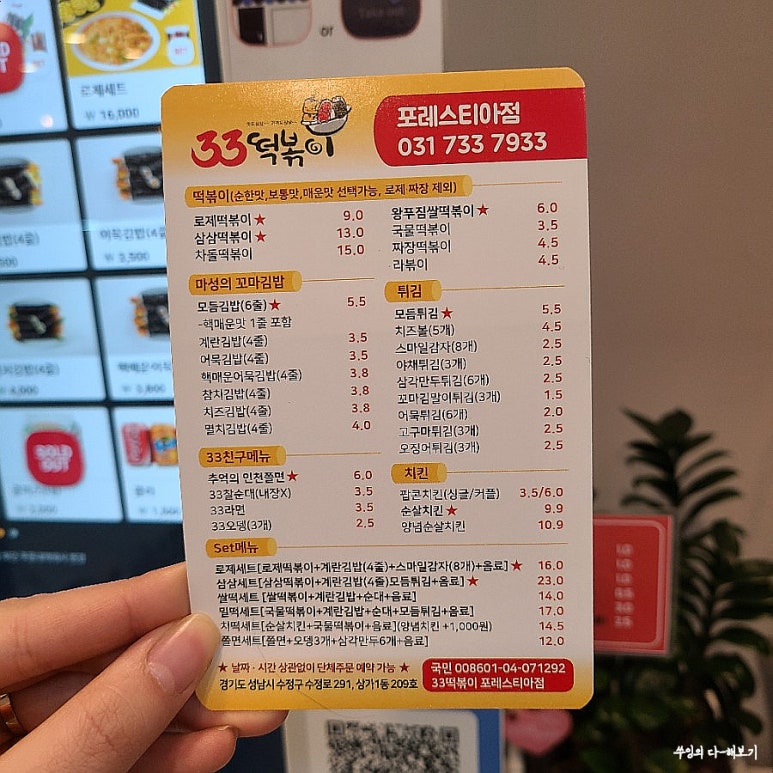 or
Take out
로제세트
₩ 16,000
SOLD OUT
33떡볶이
포레스티아점
031 733 7933
떡볶이(순한맛,보통맛,매운맛 선택가능, 로제 짜장 제외)
로제떡볶이★ 9.0
삼삼떡볶이★ 13.0
차돌떡볶이 15.0
왕푸짐쌀떡볶이★ 6.0
국물떡볶이 3.5
짜장떡볶이 4.5
라볶이 4.5
마성의 꼬마김밥
모듬김밥(6줄)★ 5.5
-핵매운맛 1줄 포함
계란김밥(4줄) 3.5
어묵김밥(4줄) 3.5
핵매운어묵김밥(4줄) 3.8
참치김밥(4줄) 3.8
치즈김밥(4줄) 3.8
멸치김밥(4줄) 4.0
튀김
모듬튀김★ 5.5
치즈볼(5개) 4.5
스마일감자(8개) 2.5
야채튀김(3개) 2.5
삼각만두튀김(6개) 2.5
꼬마김말이튀김(3개) 1.5
어묵튀김(6개) 2.0
고구마튀김(3개) 2.5
오징어튀김(3개) 2.5
33친구메뉴
추억의 인천쫄면★ 6.0
33찰순대(내장X) 3.5
33라면 3.5
33오뎅(3개) 2.5
치킨
팝콘치킨(싱글/커플) 3.5/6.0
순살치킨★ 9.9
양념순살치킨 10.9
Set메뉴
로제세트[로제떡볶이+계란김밥(4줄)+스마일감자(8개)+음료]★ 16.0
삼삼세트[삼삼떡볶이+계란김밥(4줄)모듬튀김+음료]★ 23.0
쌀떡세트[쌀떡볶이+계란김밥+순대+음료] 14.0
밀떡세트[국물떡볶이+계란김밥+순대+모듬튀김+음료] 17.0
치떡세트[순살치킨+국물떡볶이+음료](양념치킨 +1,000원) 14.5
쫄면세트[쫄면+오뎅3개+삼각만두6개+음료] 12.0
★ 날짜·시간 상관없이 단체주문 예약 가능 ★
경기도 성남시 수정구 수정로 291, 상가1동 209호
국민 008601-04-071292
33떡볶이 포레스티아점
쑤임의 다~해보기